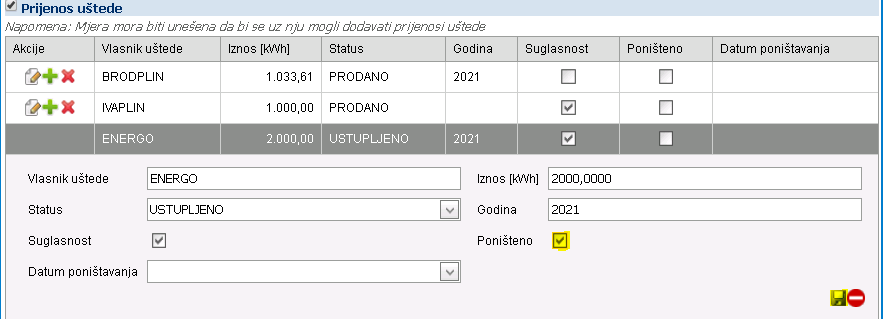 Prijenos uštede
Napomena: Mjera mora biti unešena da bi se uz nju mogli dodavati prijenosi uštede
Akcije Vlasnik uštede Iznos [kWh] Status Godina Suglasnost Poništeno Datum poništavanja
BRODPLIN 1.033,61 PRODANO 2021
IVAPLIN 1.000,00 PRODANO
ENERGO 2.000,00 USTUPLJENO 2021
Vlasnik uštede ENERGO Iznos [kWh] 2000,0000
Status USTUPLJENO Godina 2021
Suglasnost Poništeno
Datum poništavanja